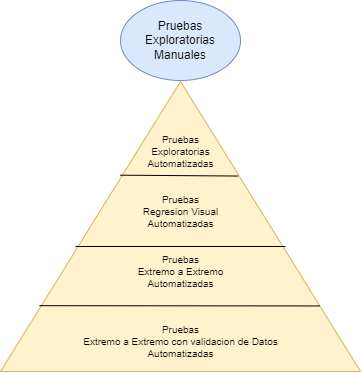 Pruebas
Exploratorias
Manuales
Pruebas
Exploratorias
Automatizadas
Pruebas
Regresion Visual
Automatizadas
Pruebas
Extremo a Extremo
Automatizadas
Pruebas
Extremo a Extremo con validacion de Datos
Automatizadas